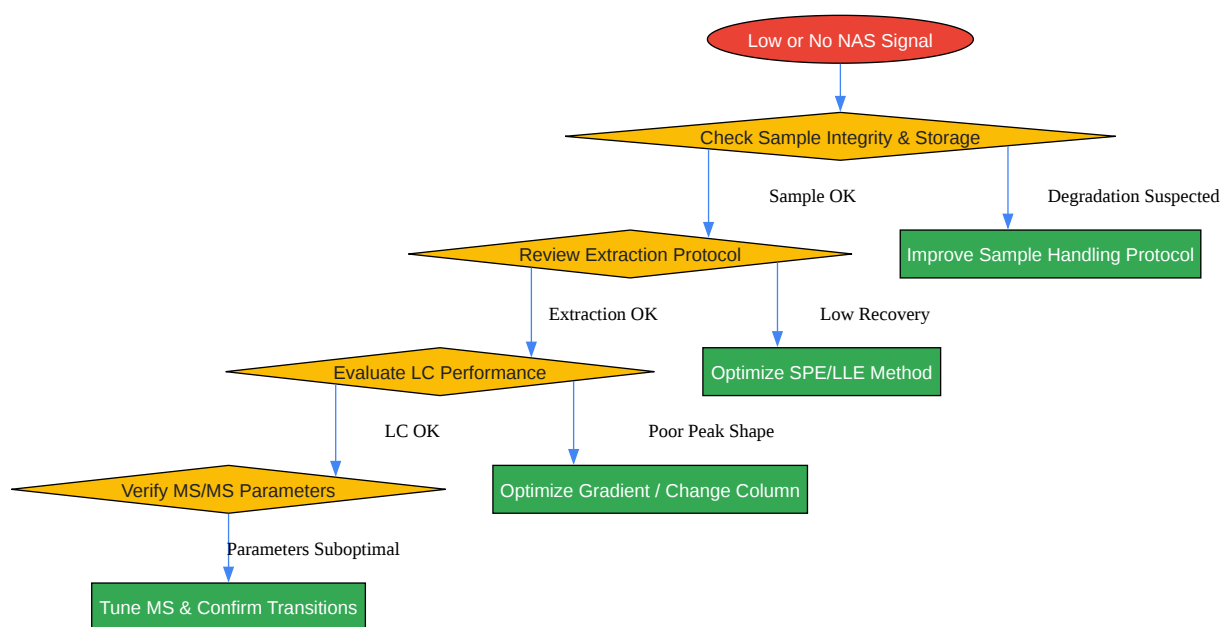 Low or No NAS Signal
Check Sample Integrity & Storage
Sample OK
Degradation Suspected
Review Extraction Protocol
Improve Sample Handling Protocol
Extraction OK
Low Recovery
Evaluate LC Performance
Optimize SPE/LLE Method
LC OK
Poor Peak Shape
Verify MS/MS Parameters
Optimize Gradient / Change Column
Parameters Suboptimal
Tune MS & Confirm Transitions